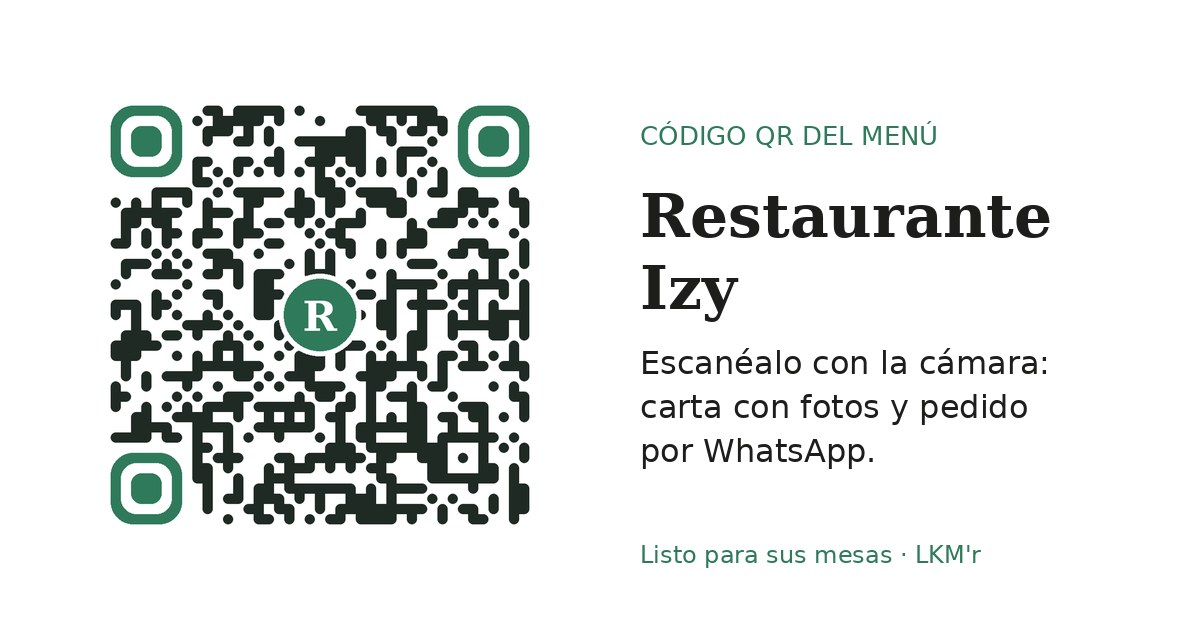 R
CÓDIGO QR DEL MENÚ
Restaurante
Izy
Escanéalo con la cámara:
carta con fotos y pedido
por WhatsApp.
Listo para sus mesas · LKM'r